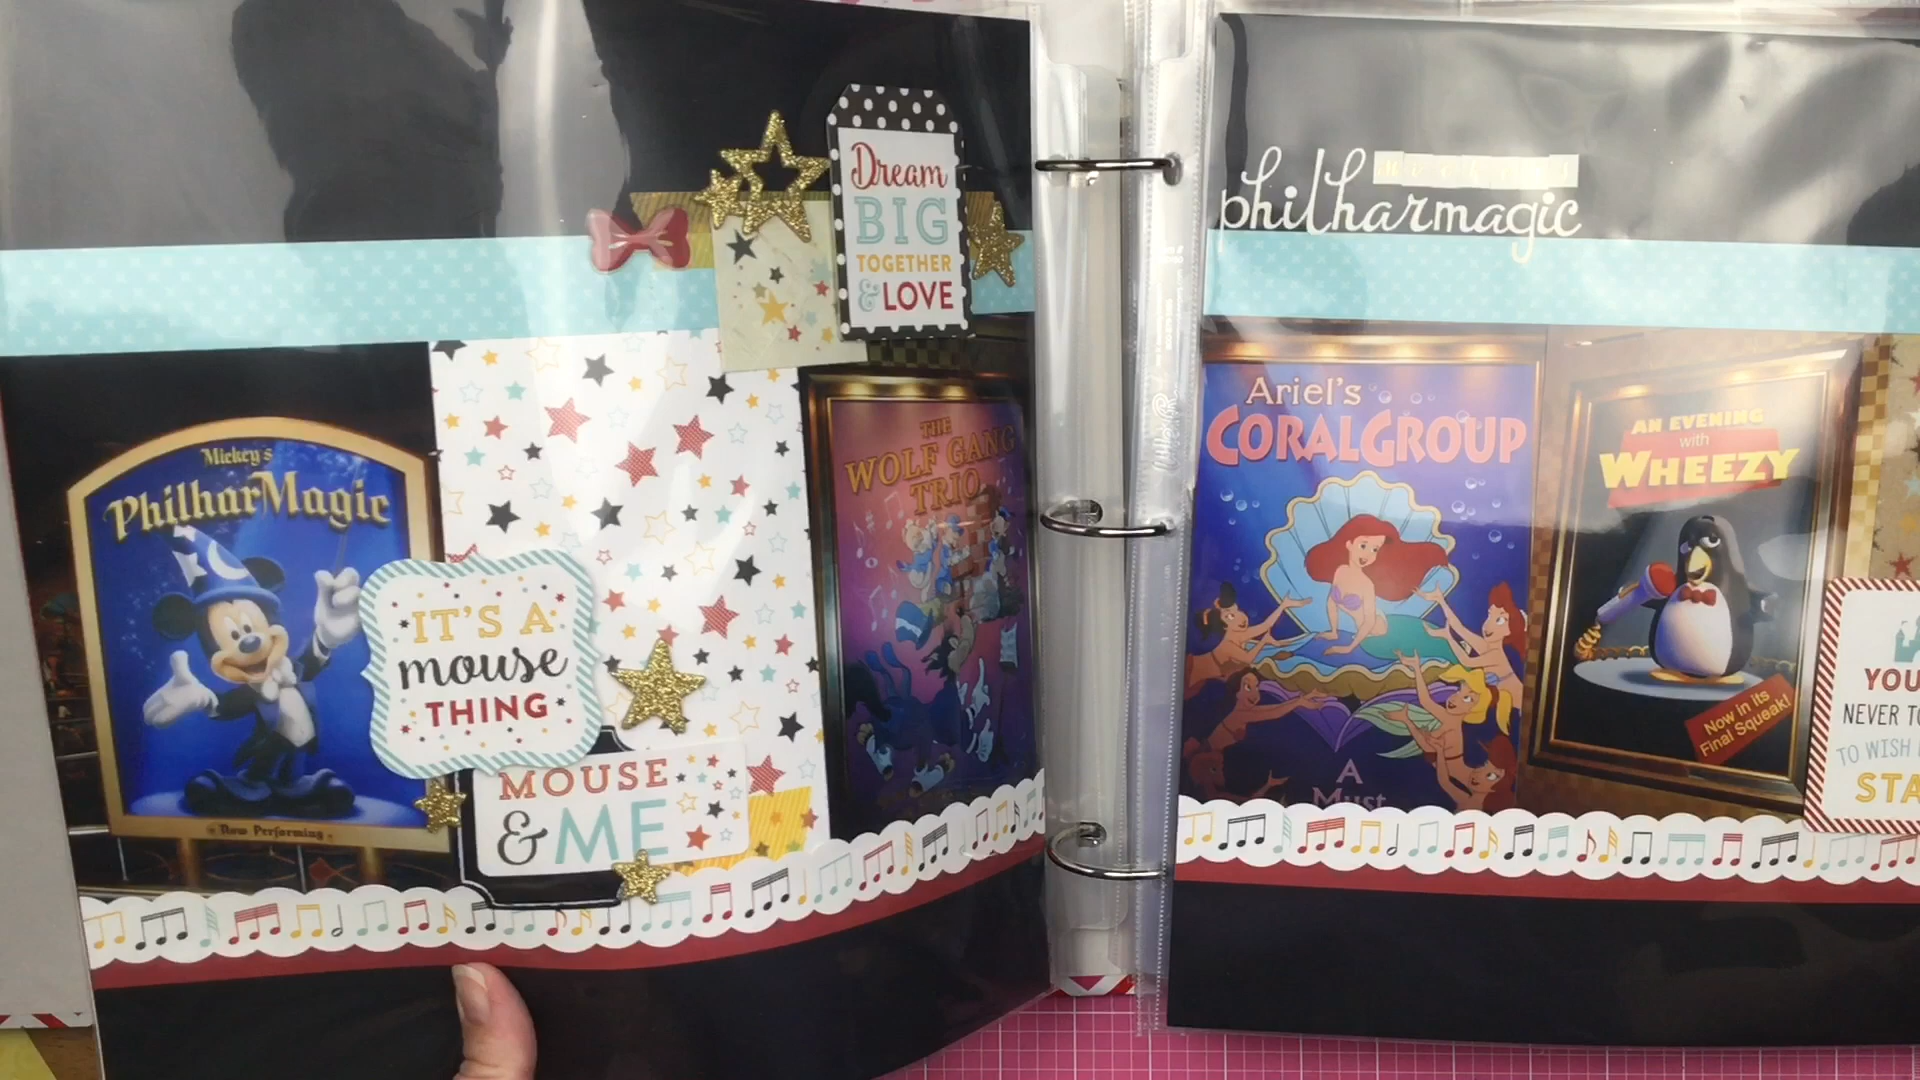 Dream
BIG
TOGETHER
& LOVE
Mickey's
PhilharMagic
Now Performing
IT'S A
mouse
THING
MOUSE
& ME
THE
WOLF GANG
TRIO
philharmagic
Ariel's
CORALGROUP
A
Must
AN EVENING
with
WHEEZY
Now in its
Final Squeak!
YOU
NEVER TO
TO WISH
STA